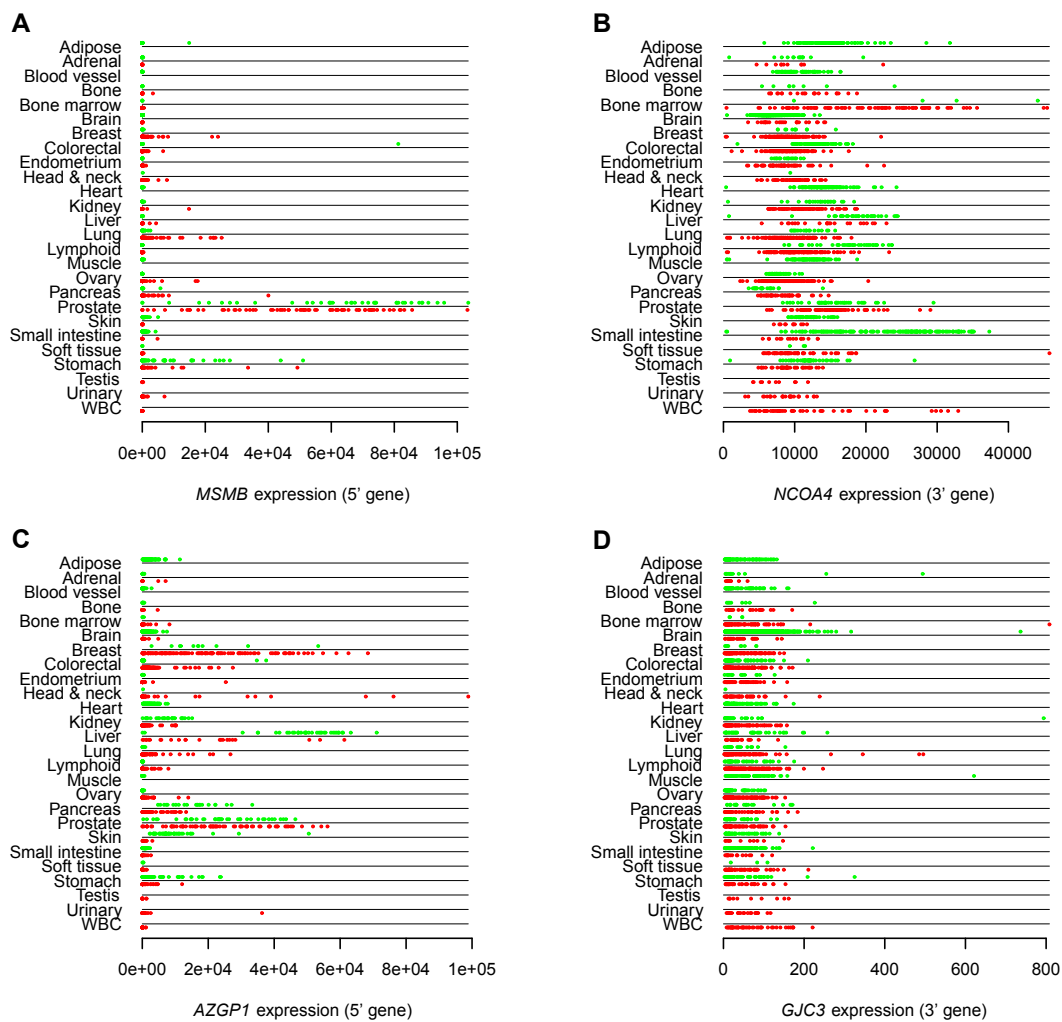 A
Adipose
Adrenal
Blood vessel
Bone
Bone marrow
Brain
Breast
Colorectal
Endometrium
Head & neck
Heart
Kidney
Liver
Lung
Lymphoid
Muscle
Ovary
Pancreas
Prostate
Skin
Small intestine
Soft tissue
Stomach
Testis
Urinary
WBC
0e+00 2e+04 4e+04 6e+04 8e+04 1e+05
MSMB expression (5' gene)
B
Adipose
Adrenal
Blood vessel
Bone
Bone marrow
Brain
Breast
Colorectal
Endometrium
Head & neck
Heart
Kidney
Liver
Lung
Lymphoid
Muscle
Ovary
Pancreas
Prostate
Skin
Small intestine
Soft tissue
Stomach
Testis
Urinary
WBC
0 10000 20000 30000 40000
NCOA4 expression (3' gene)
C
Adipose
Adrenal
Blood vessel
Bone
Bone marrow
Brain
Breast
Colorectal
Endometrium
Head & neck
Heart
Kidney
Liver
Lung
Lymphoid
Muscle
Ovary
Pancreas
Prostate
Skin
Small intestine
Soft tissue
Stomach
Testis
Urinary
WBC
0e+00 2e+04 4e+04 6e+04 8e+04 1e+05
AZGP1 expression (5' gene)
D
Adipose
Adrenal
Blood vessel
Bone
Bone marrow
Brain
Breast
Colorectal
Endometrium
Head & neck
Heart
Kidney
Liver
Lung
Lymphoid
Muscle
Ovary
Pancreas
Prostate
Skin
Small intestine
Soft tissue
Stomach
Testis
Urinary
WBC
0 200 400 600 800
GJC3 expression (3' gene)